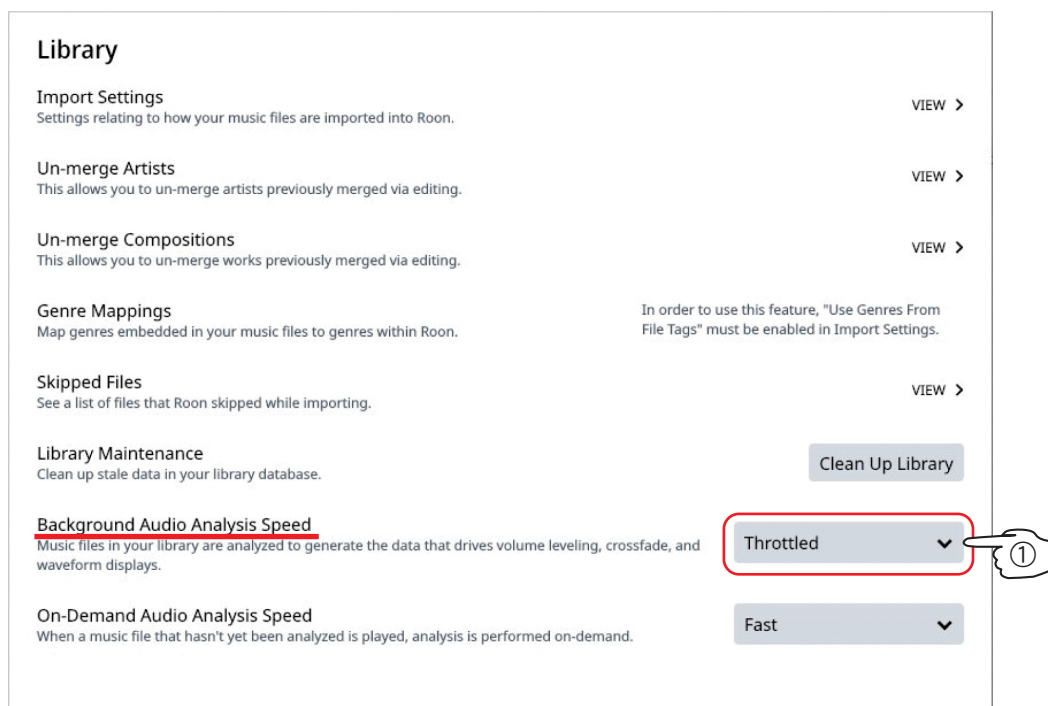 Library
Import Settings
Settings relating to how your music files are imported into Roon.
VIEW
Un-merge Artists
This allows you to un-merge artists previously merged via editing.
VIEW
Un-merge Compositions
This allows you to un-merge works previously merged via editing.
VIEW
Genre Mappings
Map genres embedded in your music files to genres within Roon.
In order to use this feature, "Use Genres From
File Tags" must be enabled in Import Settings.
Skipped Files
See a list of files that Roon skipped while importing.
VIEW
Library Maintenance
Clean up stale data in your library database.
Clean Up Library
Background Audio Analysis Speed
Music files in your library are analyzed to generate the data that drives volume leveling, crossfade, and
waveform displays.
Throttled
①
On-Demand Audio Analysis Speed
When a music file that hasn't yet been analyzed is played, analysis is performed on-demand.
Fast